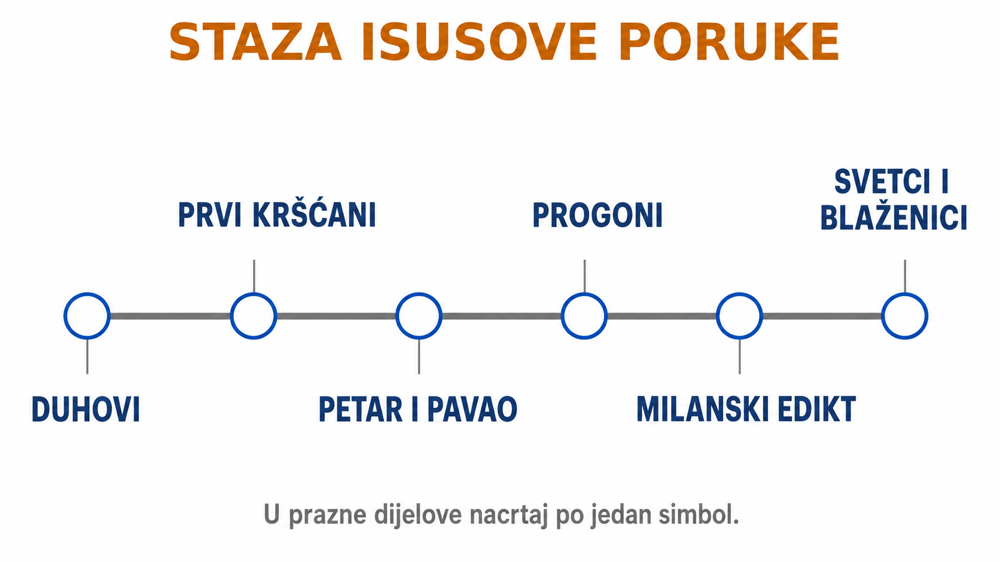 STAZA ISUSOVE PORUKE
SVETCI I
BLAŽENICI
PRVI KRŠĆANI
PROGONI
DUHOVI
PETAR I PAVAO
MILANSKI EDIKT
U prazne dijelove nacrtaj po jedan simbol.